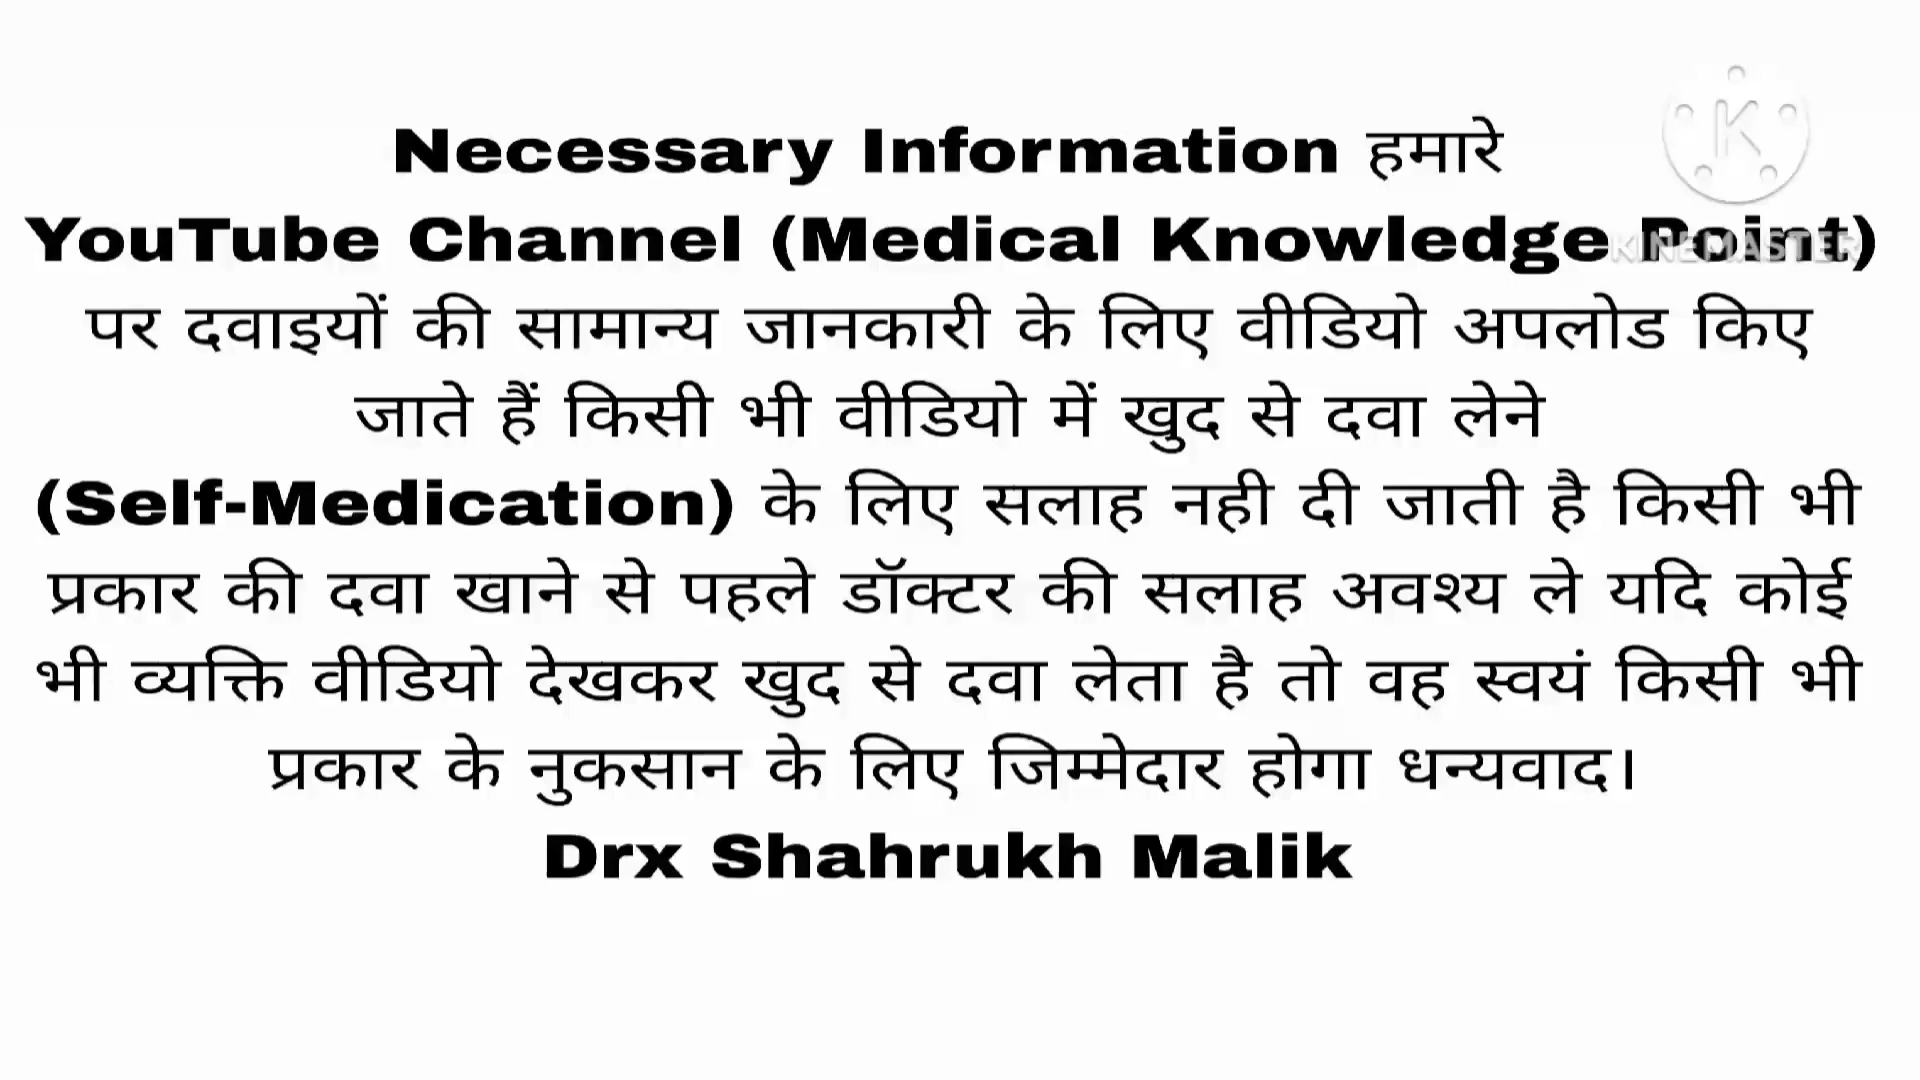 Necessary Information हमारे
YouTube Channel (Medical Knowledge Point)
पर दवाइयों की सामान्य जानकारी के लिए वीडियो अपलोड किए
जाते हैं किसी भी वीडियो में खुद से दवा लेने
(Self-Medication) के लिए सलाह नही दी जाती है किसी भी
प्रकार की दवा खाने से पहले डॉक्टर की सलाह अवश्य ले यदि कोई
भी व्यक्ति वीडियो देखकर खुद से दवा लेता है तो वह स्वयं किसी भी
प्रकार के नुकसान के लिए जिम्मेदार होगा धन्यवाद।
Drx Shahrukh Malik
K
KINEMASTER